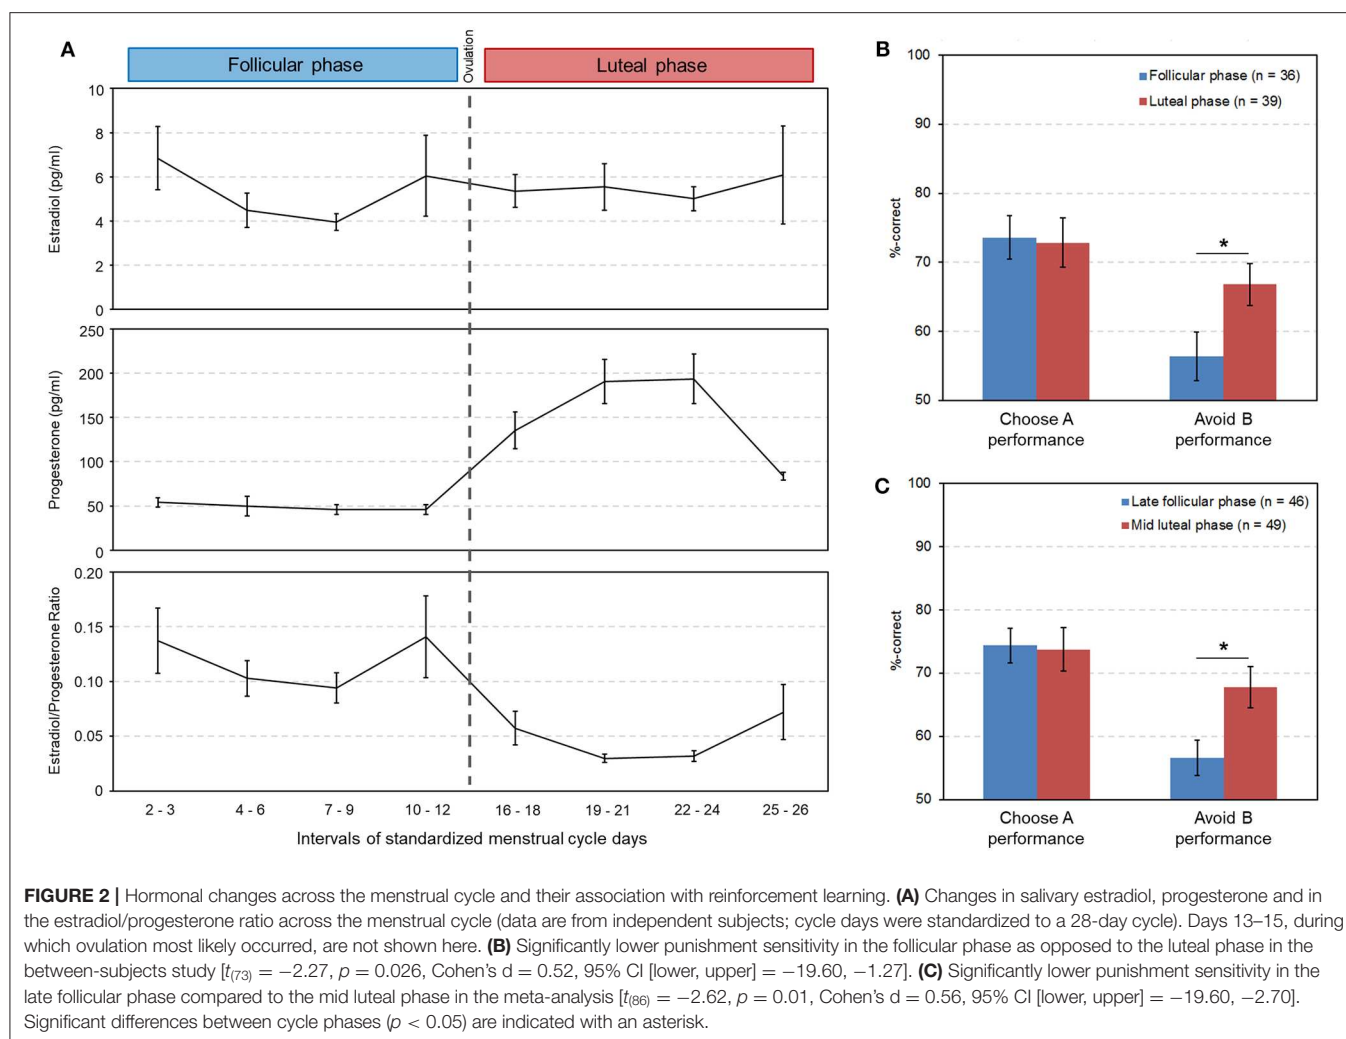 A
Follicular phase
Ovulation
Luteal phase
Estradiol (pg/ml)
10
8
6
4
2
0
Progesterone (pg/ml)
250
200
150
100
50
0
Estradiol/Progesterone Ratio
0.20
0.15
0.10
0.05
0
2 - 3 4 - 6 7 - 9 10 - 12 16 - 18 19 - 21 22 - 24 25 - 26
Intervals of standardized menstrual cycle days
B
%-correct
100
90
80
70
60
50
Follicular phase (n = 36)
Luteal phase (n = 39)
*
Choose A performance
Avoid B performance
C
%-correct
100
90
80
70
60
50
Late follicular phase (n = 46)
Mid luteal phase (n = 49)
*
Choose A performance
Avoid B performance
FIGURE 2 | Hormonal changes across the menstrual cycle and their association with reinforcement learning. (A) Changes in salivary estradiol, progesterone and in
the estradiol/progesterone ratio across the menstrual cycle (data are from independent subjects; cycle days were standardized to a 28-day cycle). Days 13–15, during
which ovulation most likely occurred, are not shown here. (B) Significantly lower punishment sensitivity in the follicular phase as opposed to the luteal phase in the
between-subjects study [t(73) = −2.27, p = 0.026, Cohen's d = 0.52, 95% CI [lower, upper] = −19.60, −1.27]. (C) Significantly lower punishment sensitivity in the
late follicular phase compared to the mid luteal phase in the meta-analysis [t(86) = −2.62, p = 0.01, Cohen's d = 0.56, 95% CI [lower, upper] = −19.60, −2.70].
Significant differences between cycle phases (p < 0.05) are indicated with an asterisk.